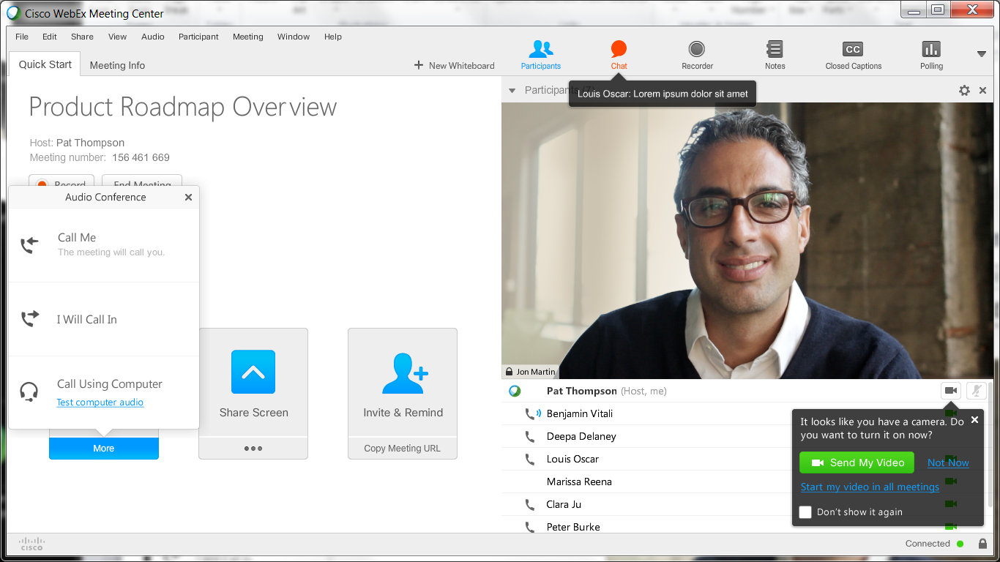 Cisco WebEx Meeting Center
File Edit Share View Audio Participant Meeting Window Help
Quick Start
Meeting Info
New Whiteboard
Participants
Chat
Recorder
Notes
Closed Captions
Polling
Participants (7)
Louis Oscar: Lorem ipsum dolor sit amet
Product Roadmap Overview
Host: Pat Thompson
Meeting number: 156 461 669
Record
End Meeting
Audio Conference
Call Me
The meeting will call you.
I Will Call In
Call Using Computer
Test computer audio
More
Share Screen
Invite & Remind
Copy Meeting URL
Jon Martin
Pat Thompson (Host, me)
Benjamin Vitali
Deepa Delaney
Louis Oscar
Marissa Reena
Clara Ju
Peter Burke
It looks like you have a camera. Do
you want to turn it on now?
Send My Video
Not Now
Start my video in all meetings
Don't show it again
CISCO
Connected